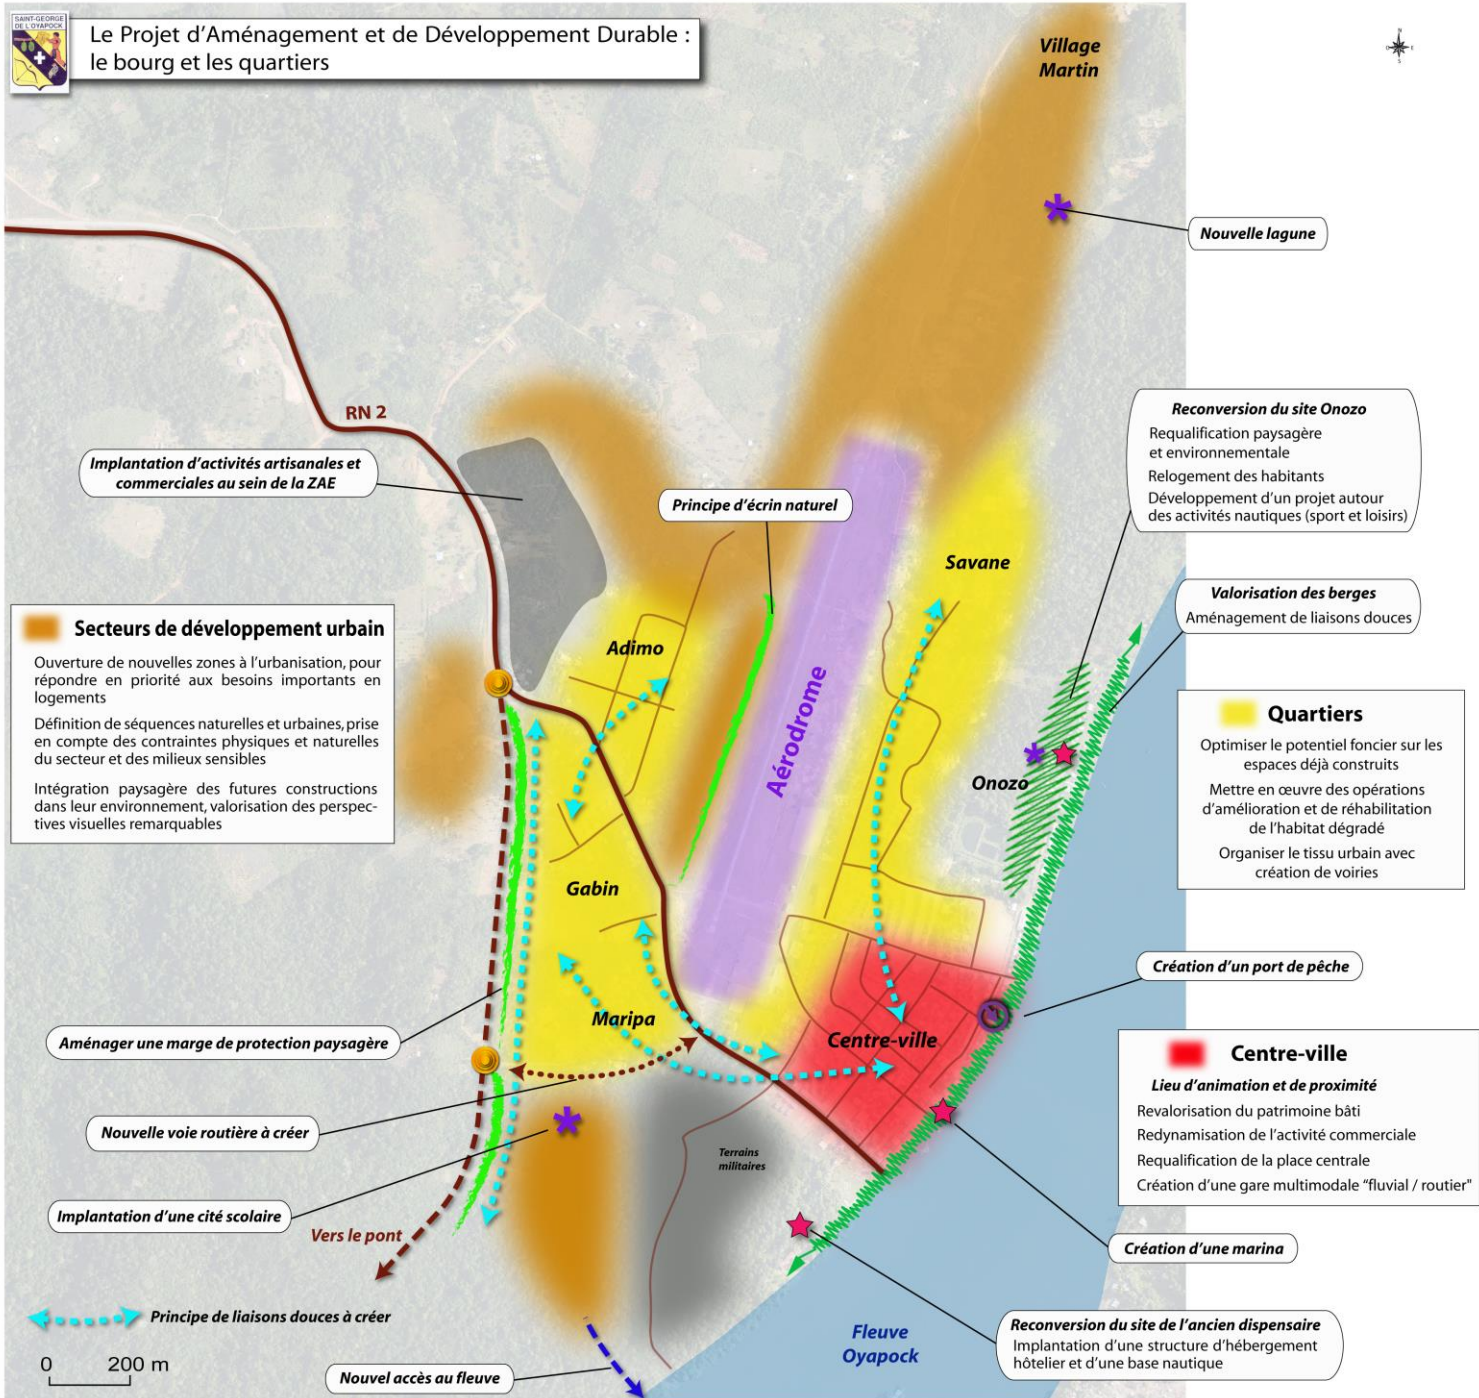 SAINT-GEORGE
DE L'OYAPOCK
Le Projet d'Aménagement et de Développement Durable :
le bourg et les quartiers
Village
Martin
Nouvelle lagune
RN 2
Implantation d'activités artisanales et
commerciales au sein de la ZAE
Principe d'écrin naturel
Reconversion du site Onozo
Requalification paysagère
et environnementale
Relogement des habitants
Développement d'un projet autour
des activités nautiques (sport et loisirs)
Savane
Valorisation des berges
Aménagement de liaisons douces
Secteurs de développement urbain
Ouverture de nouvelles zones à l'urbanisation, pour
répondre en priorité aux besoins importants en
logements
Définition de séquences naturelles et urbaines, prise
en compte des contraintes physiques et naturelles
du secteur et des milieux sensibles
Intégration paysagère des futures constructions
dans leur environnement, valorisation des perspec-
tives visuelles remarquables
Adimo
Aérodrome
Onozo
Quartiers
Optimiser le potentiel foncier sur les
espaces déjà construits
Mettre en œuvre des opérations
d'amélioration et de réhabilitation
de l'habitat dégradé
Organiser le tissu urbain avec
création de voiries
Gabin
Création d'un port de pêche
Maripa
Centre-ville
Aménager une marge de protection paysagère
Centre-ville
Lieu d'animation et de proximité
Revalorisation du patrimoine bâti
Redynamisation de l'activité commerciale
Requalification de la place centrale
Création d'une gare multimodale "fluvial / routier"
Nouvelle voie routière à créer
Terrains
militaires
Implantation d'une cité scolaire
Vers le pont
Création d'une marina
Principe de liaisons douces à créer
Reconversion du site de l'ancien dispensaire
Implantation d'une structure d'hébergement
hôtelier et d'une base nautique
Fleuve
Oyapock
0 200 m
Nouvel accès au fleuve